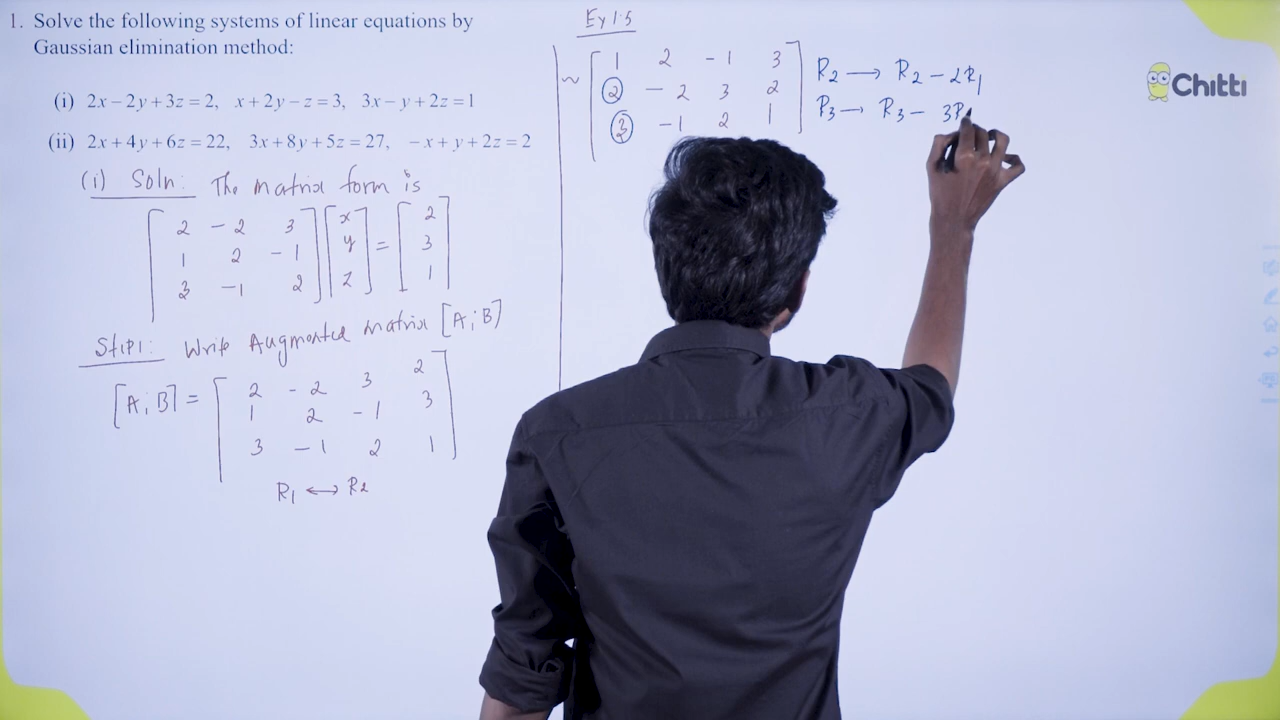 1. Solve the following systems of linear equations by
Gaussian elimination method:
(i) 2x−2y+3z=2, x+2y−z=3, 3x−y+2z=1
(ii) 2x+4y+6z=22, 3x+8y+5z=27, −x+y+2z=2
(i) Soln: The matrix form is
2 −2 3 x 2
1 2 −1 y = 3
3 −1 2 z 1
Step1: Write Augmented matrix [A;B]
[A;B] = 2 −2 3 2
1 2 −1 3
3 −1 2 1
R1 ↔ R2
Ex 1.5
~ 1 2 −1 3 R2 → R2 − 2R1
2 −2 3 2
3 −1 2 1 R3 → R3 − 3R
Chitti